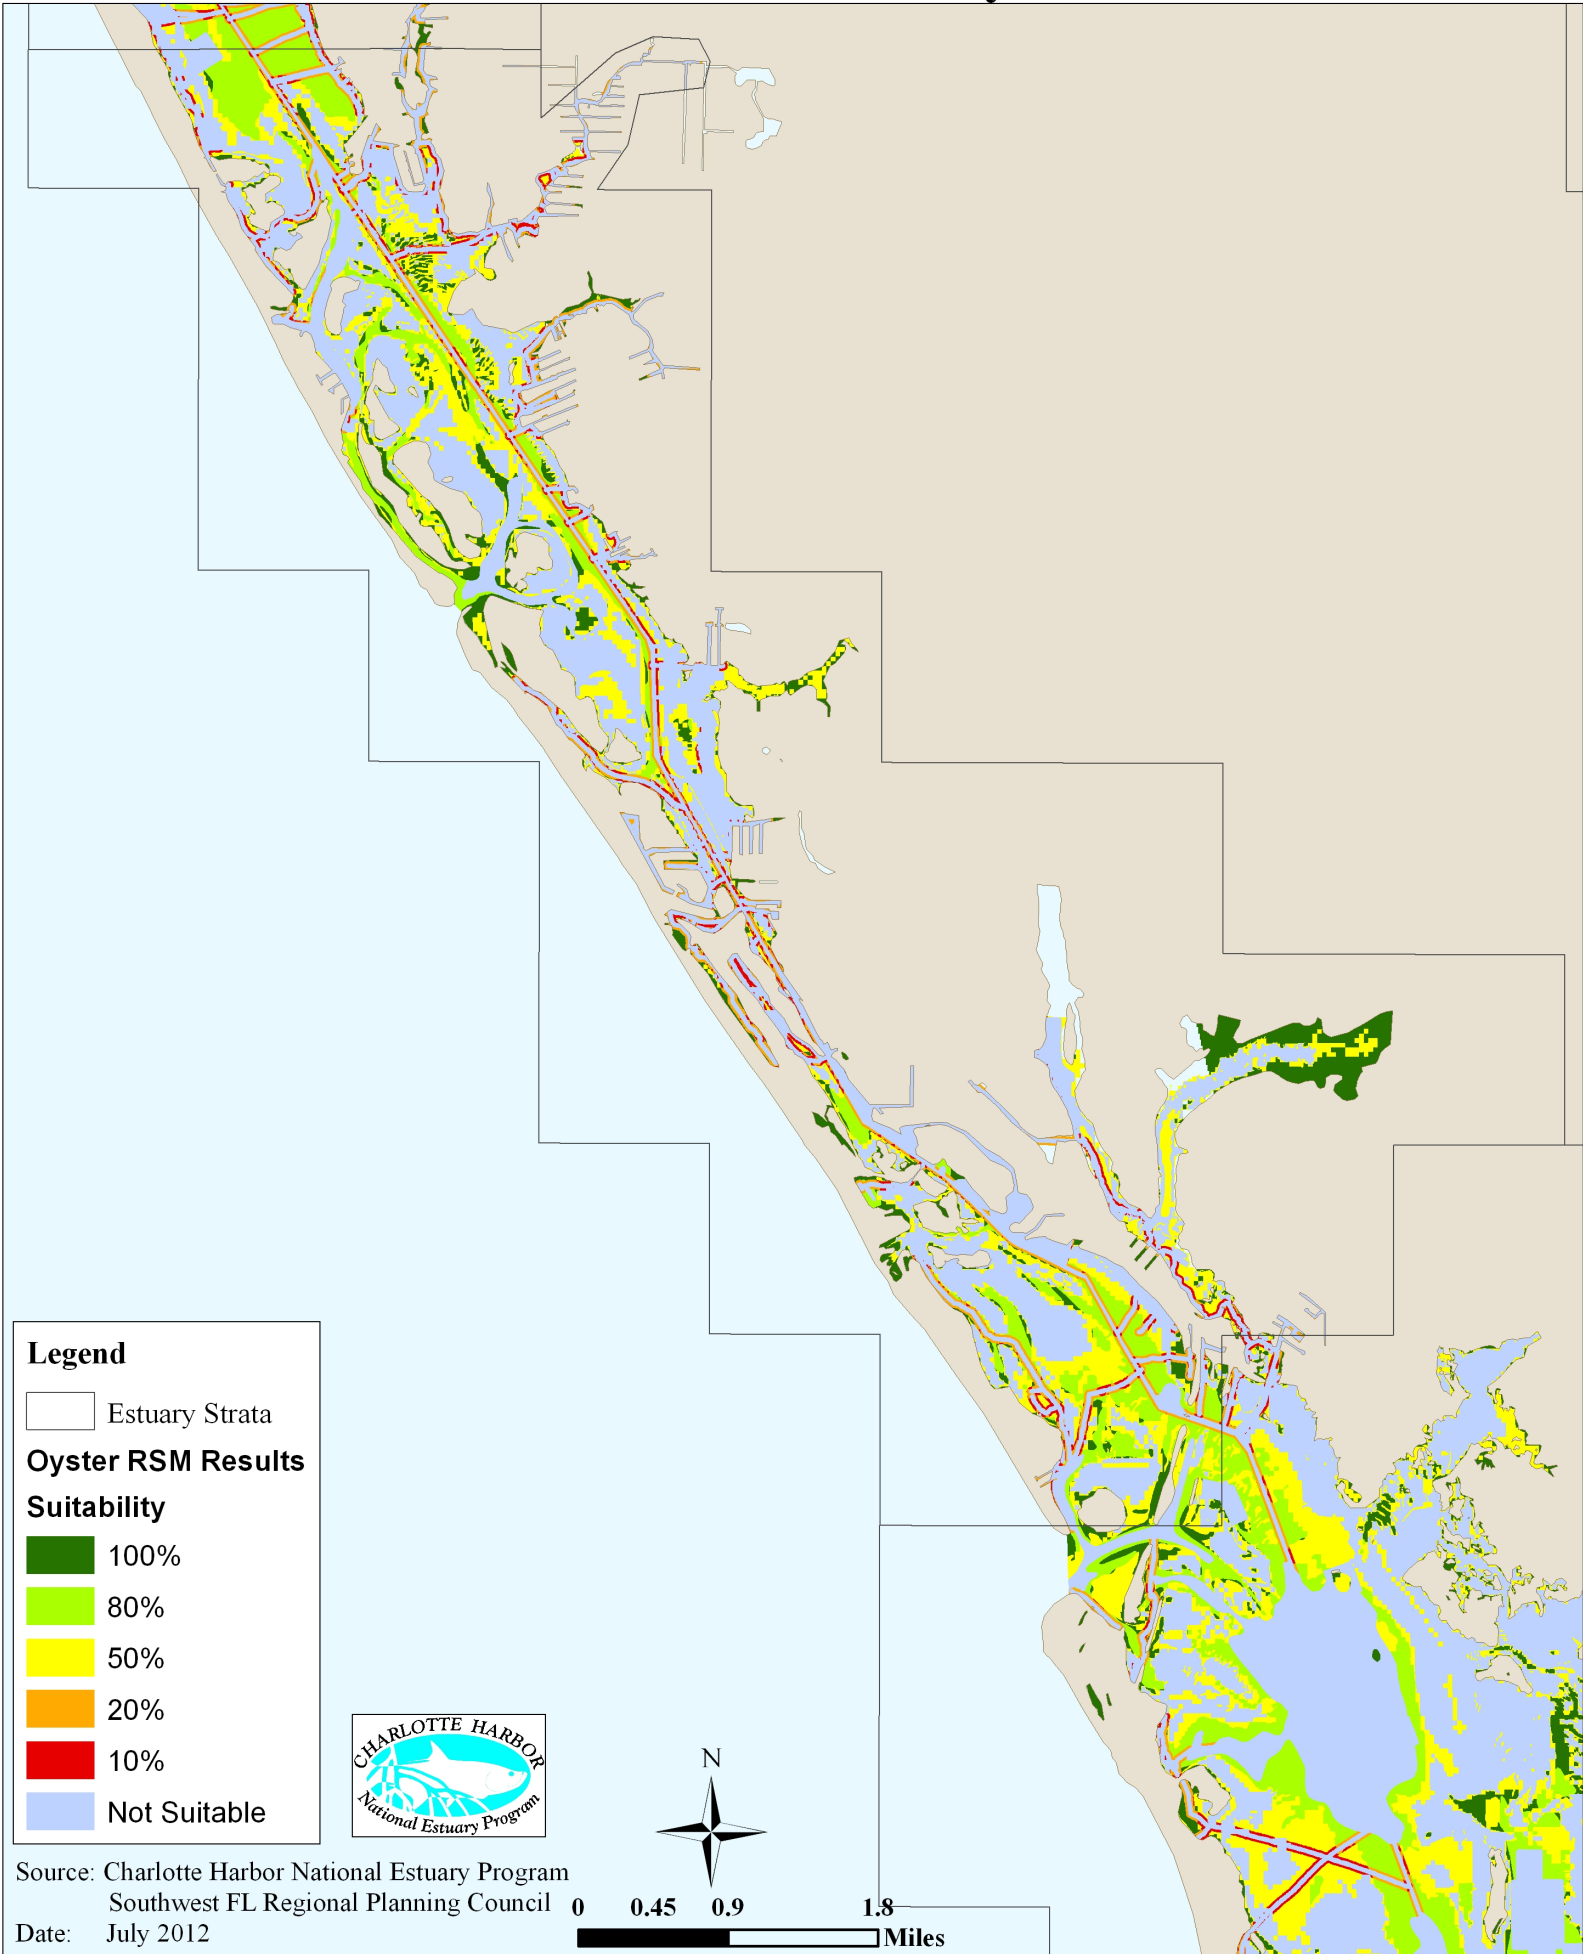 Legend
Estuary Strata
Oyster RSM Results
Suitability
100%
80%
50%
20%
10%
Not Suitable
CHARLOTTE HARBOR
National Estuary Program
N
Source: Charlotte Harbor National Estuary Program
Southwest FL Regional Planning Council
Date: July 2012
0 0.45 0.9 1.8
Miles